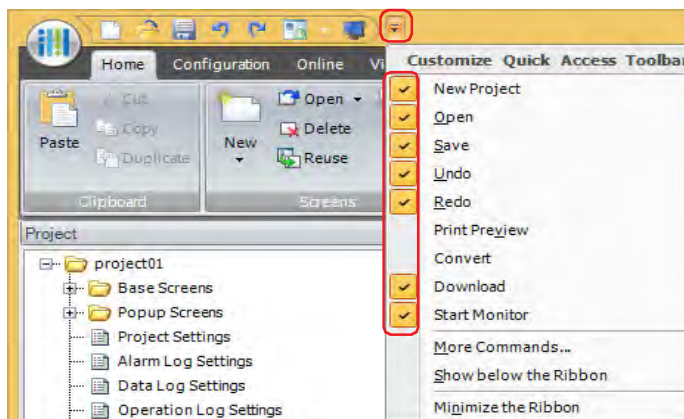 Customize Quick Access Toolbar
Home Configuration Online Vi
Paste
Cut
Copy
Duplicate
New
Open
Delete
Reuse
Clipboard
Screens
New Project
Open
Save
Undo
Redo
Print Preview
Convert
Download
Start Monitor
More Commands...
Show below the Ribbon
Minimize the Ribbon
Project
project01
Base Screens
Popup Screens
Project Settings
Alarm Log Settings
Data Log Settings
Operation Log Settings